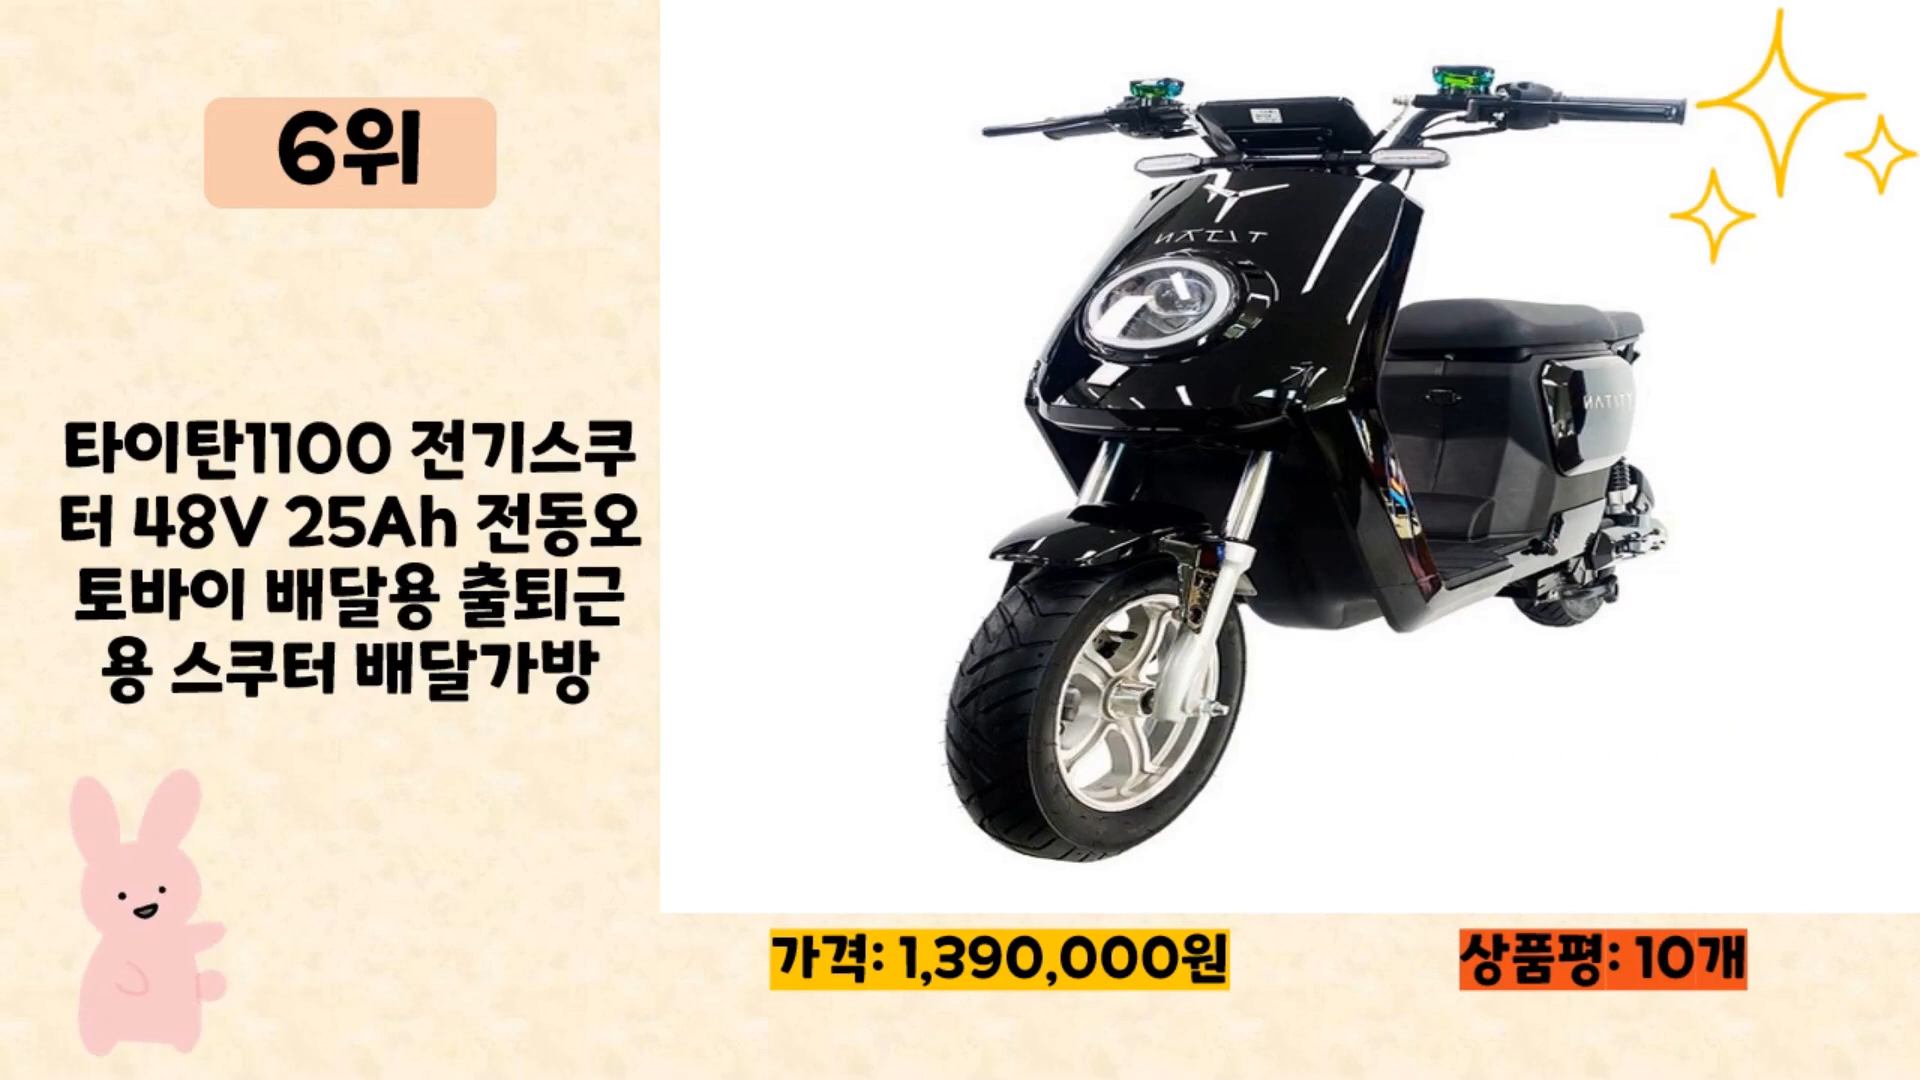 6위
타이탄1100 전기스쿠
터 48V 25Ah 전동오
토바이 배달용 출퇴근
용 스쿠터 배달가방
가격: 1,390,000원
상품평: 10개